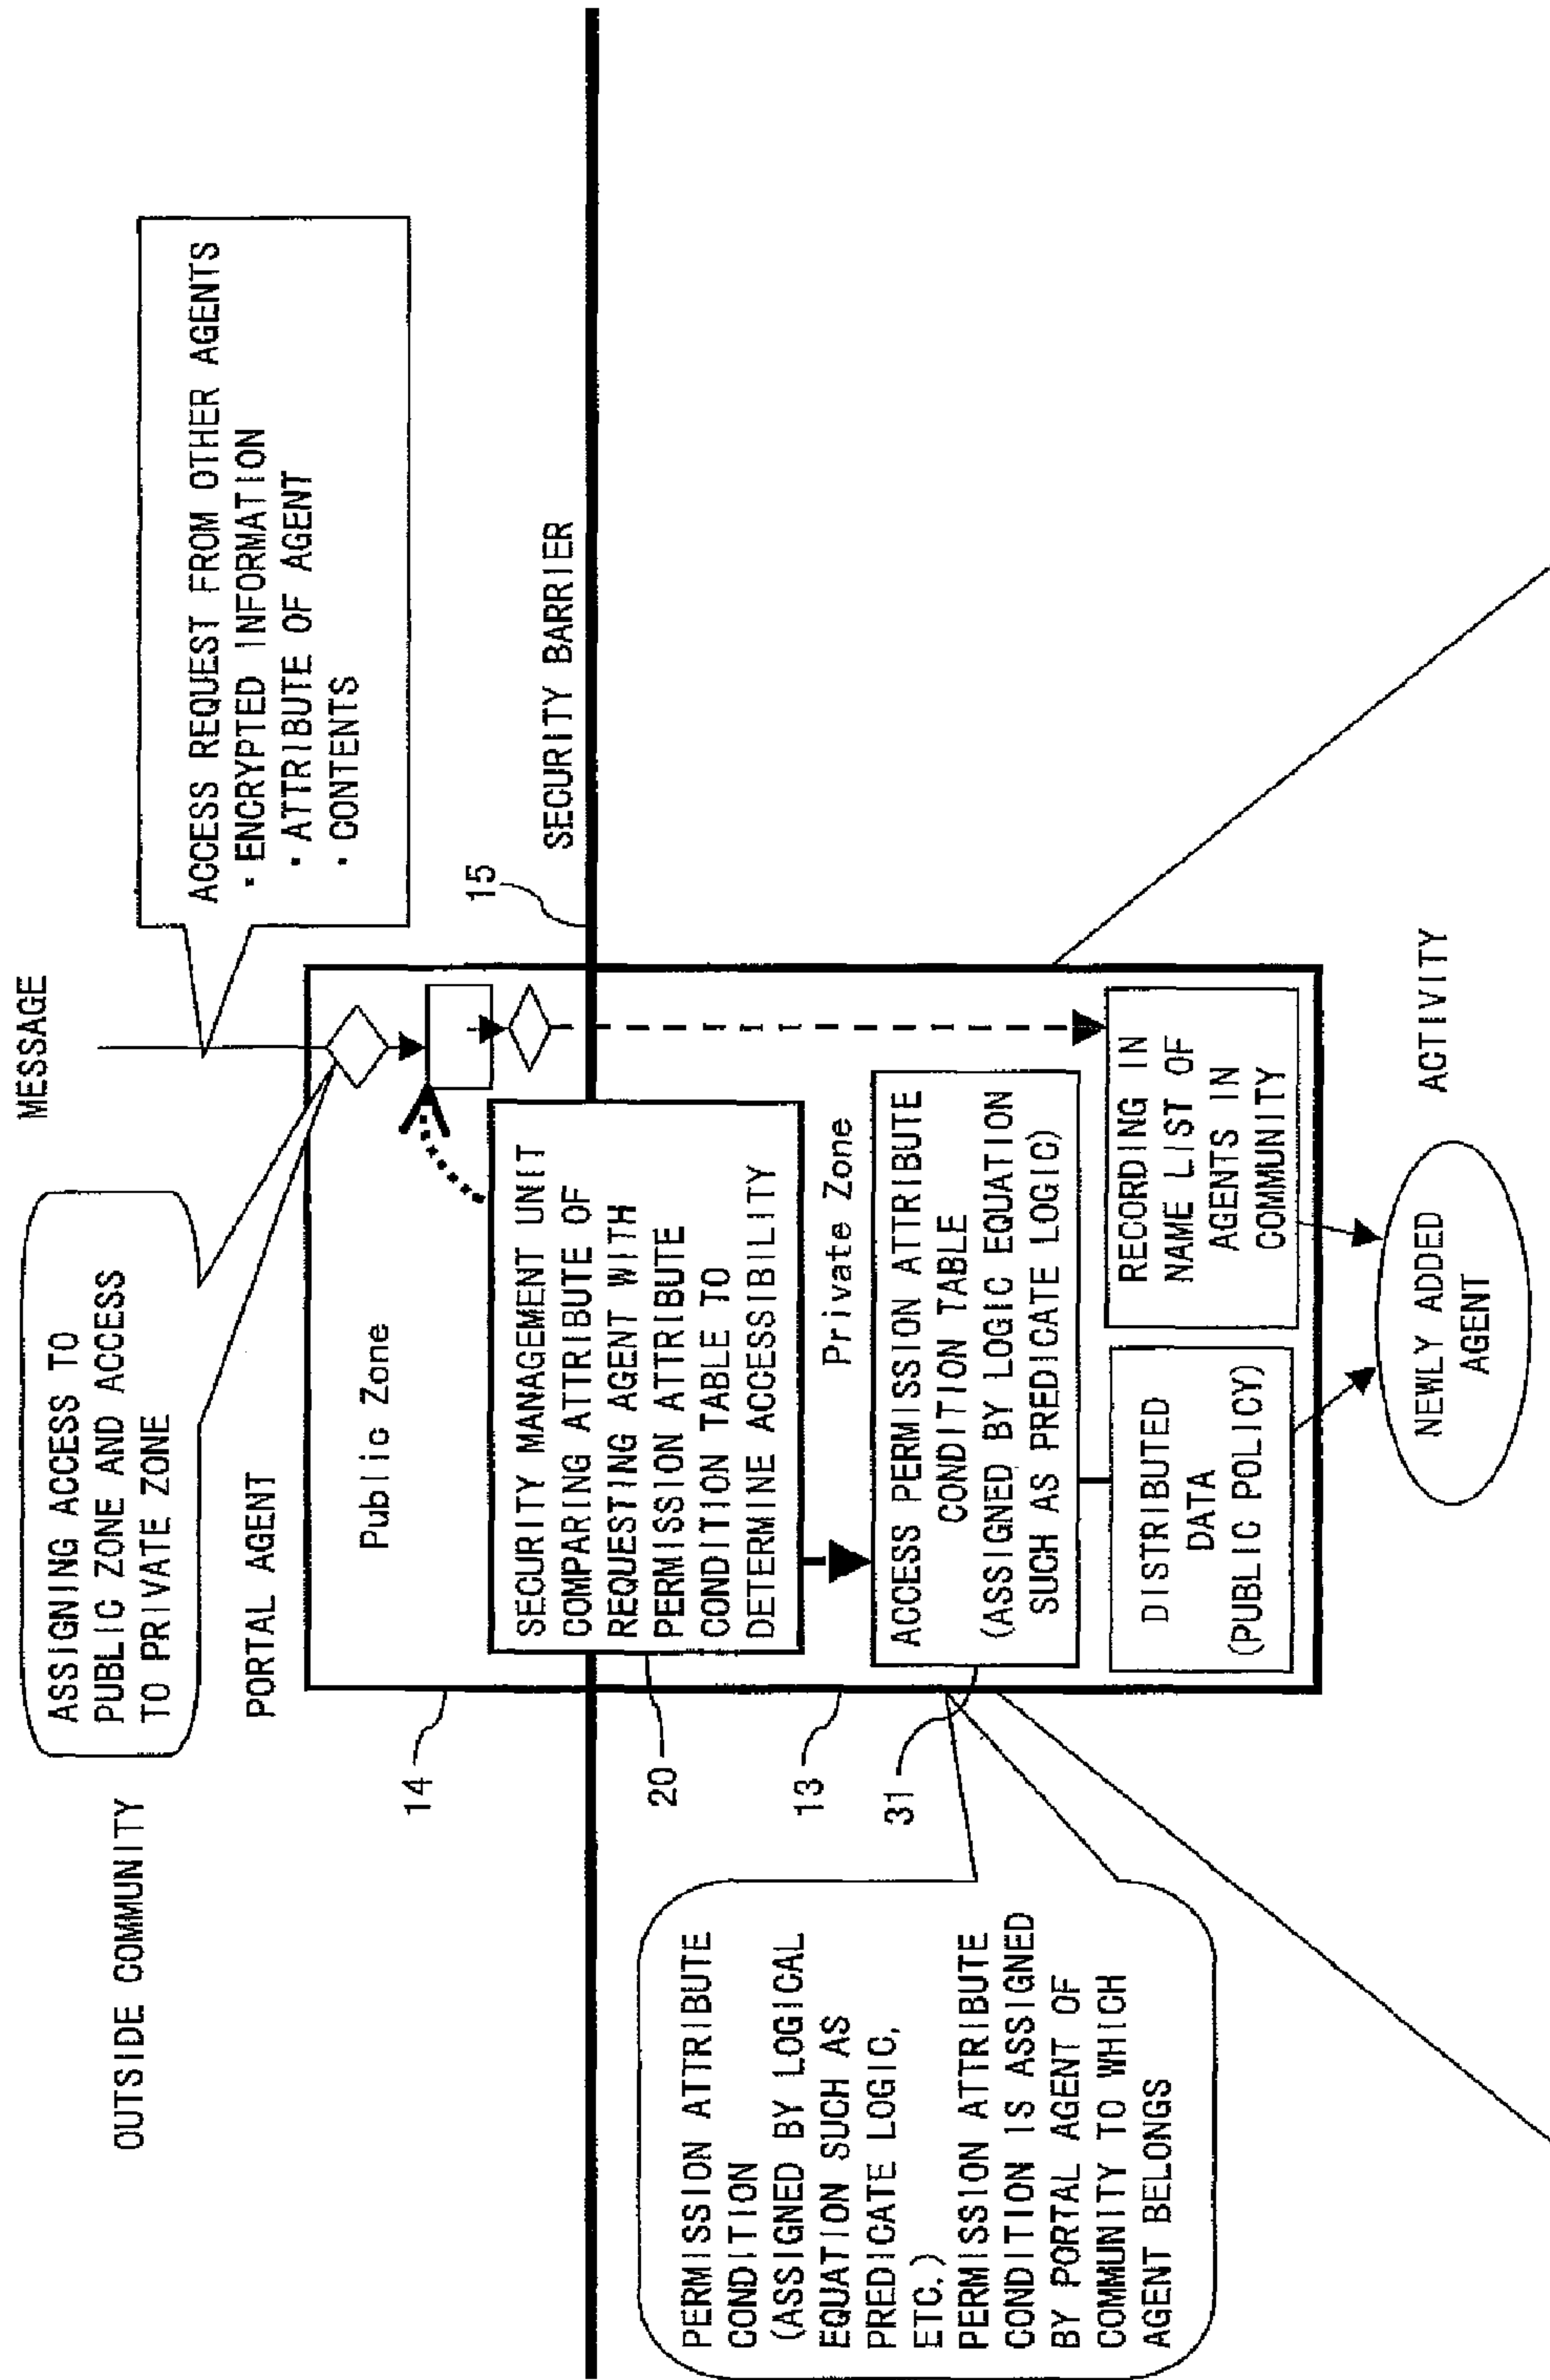 MESSAGE
ASSIGNING ACCESS TO
PUBLIC ZONE AND ACCESS
TO PRIVATE ZONE
OUTSIDE COMMUNITY
PORTAL AGENT
ACCESS REQUEST FROM OTHER AGENTS
・ENCRYPTED INFORMATION
・ATTRIBUTE OF AGENT
・CONTENTS
14
Public Zone
15
SECURITY BARRIER
20
SECURITY MANAGEMENT UNIT
COMPARING ATTRIBUTE OF
REQUESTING AGENT WITH
PERMISSION ATTRIBUTE
CONDITION TABLE TO
DETERMINE ACCESSIBILITY
13
Private Zone
31
ACCESS PERMISSION ATTRIBUTE
CONDITION TABLE
(ASSIGNED BY LOGIC EQUATION
SUCH AS PREDICATE LOGIC)
PERMISSION ATTRIBUTE
CONDITION
(ASSIGNED BY LOGICAL
EQUATION SUCH AS
PREDICATE LOGIC,
ETC.)
PERMISSION ATTRIBUTE
CONDITION IS ASSIGNED
BY PORTAL AGENT OF
COMMUNITY TO WHICH
AGENT BELONGS
DISTRIBUTED
DATA
(PUBLIC POLICY)
RECORDING IN
NAME LIST OF
AGENTS IN
COMMUNITY
NEWLY ADDED
AGENT
ACTIVITY